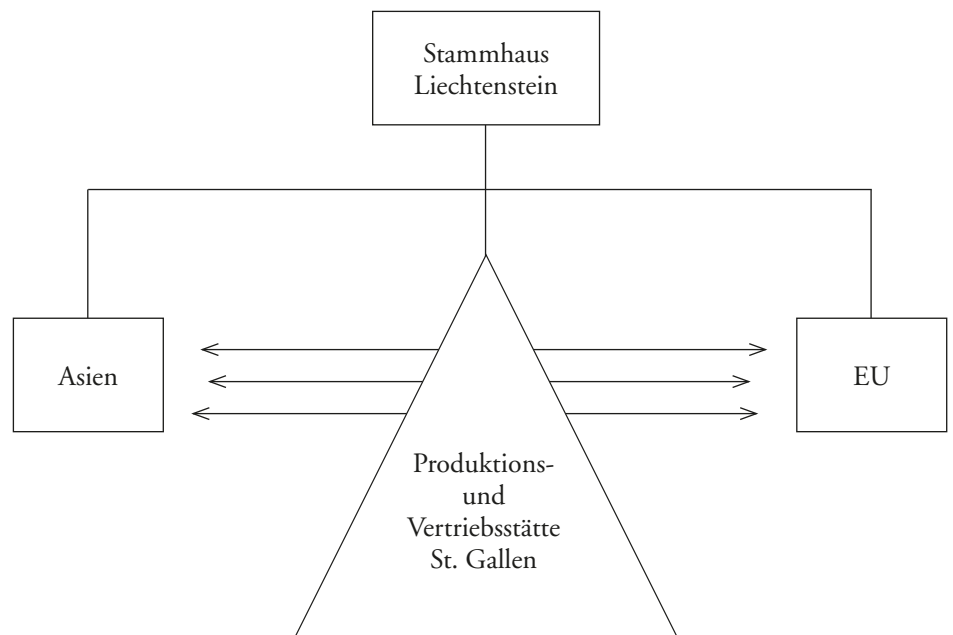 Stammhaus
Liechtenstein
Asien
EU
Produktions-
und
Vertriebsstätte
St. Gallen